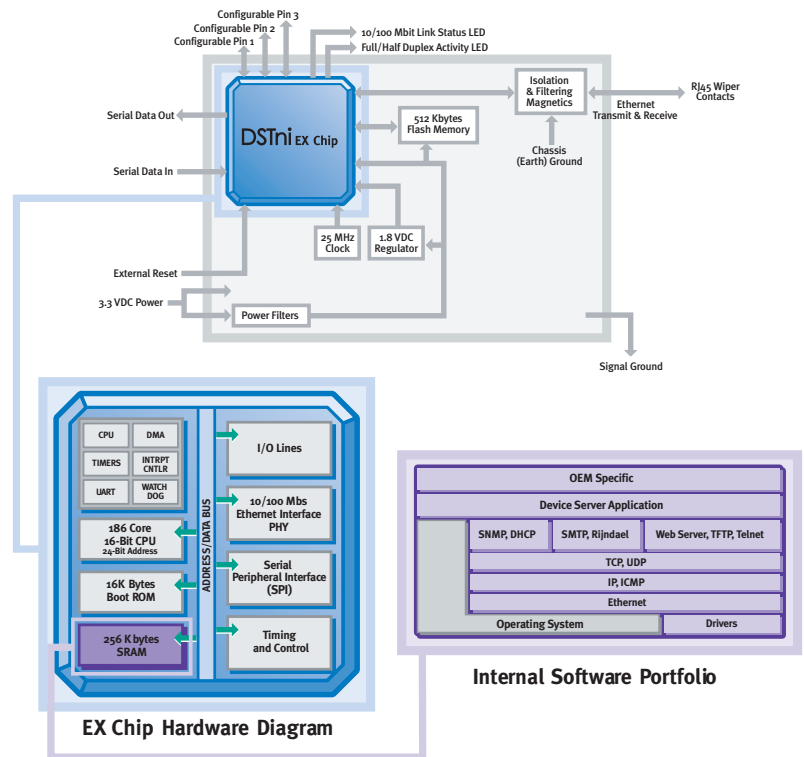 Configurable Pin 3
Configurable Pin 2
Configurable Pin 1
10/100 Mbit Link Status LED
Full/Half Duplex Activity LED
Serial Data Out
Serial Data In
DSTni EX Chip
512 Kbytes
Flash Memory
Isolation
& Filtering
Magnetics
RJ45 Wiper
Contacts
Ethernet
Transmit & Receive
Chassis
(Earth) Ground
25 MHz
Clock
1.8 VDC
Regulator
External Reset
3.3 VDC Power
Power Filters
Signal Ground
CPU
DMA
TIMERS
INTRPT
CNTLR
UART
WATCH
DOG
186 Core
16-Bit CPU
24-Bit Address
16K Bytes
Boot ROM
256 K bytes
SRAM
ADDRESS/DATA BUS
I/O Lines
10/100 Mbs
Ethernet Interface
PHY
Serial
Peripheral Interface
(SPI)
Timing
and Control
EX Chip Hardware Diagram
OEM Specific
Device Server Application
SNMP, DHCP
SMTP, Rijndael
Web Server, TFTP, Telnet
TCP, UDP
IP, ICMP
Ethernet
Operating System
Drivers
Internal Software Portfolio